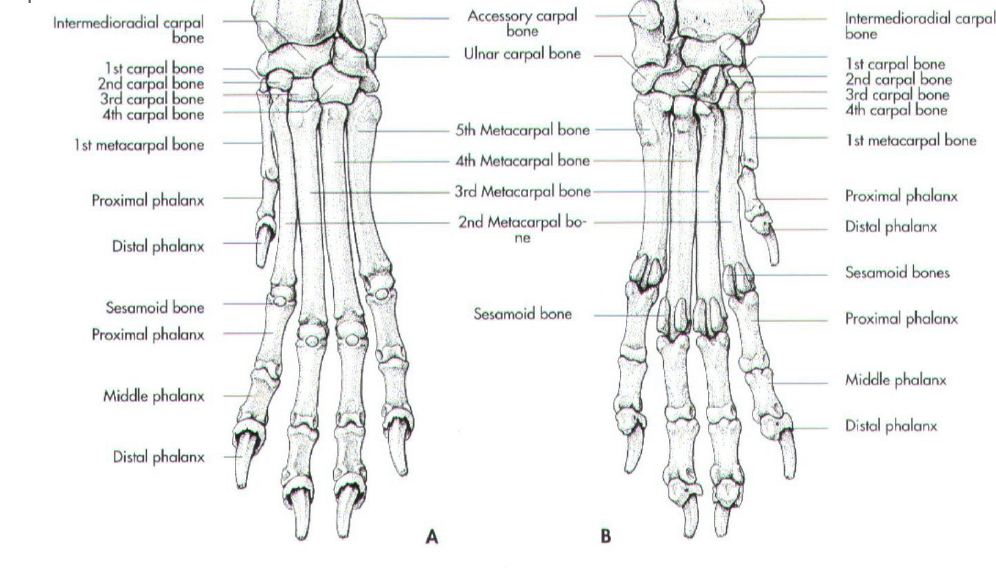 Intermedioradial carpal
bone
1st carpal bone
2nd carpal bone
3rd carpal bone
4th carpal bone
1st metacarpal bone
Proximal phalanx
Distal phalanx
Sesamoid bone
Proximal phalanx
Middle phalanx
Distal phalanx
Accessory carpal
bone
Ulnar carpal bone
5th Metacarpal bone
4th Metacarpal bone
3rd Metacarpal bone
2nd Metacarpal bo-
ne
Sesamoid bone
A
B
Intermedioradial carpal
bone
1st carpal bone
2nd carpal bone
3rd carpal bone
4th carpal bone
1st metacarpal bone
Proximal phalanx
Distal phalanx
Sesamoid bones
Proximal phalanx
Middle phalanx
Distal phalanx